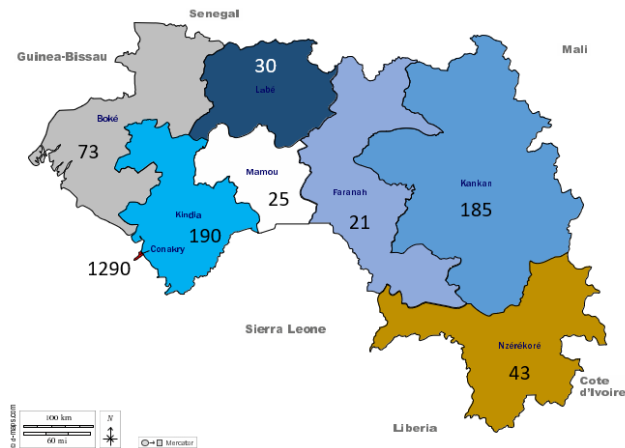 Senegal
Guinea-Bissau
Mali
30
Labé
Boké
73
Mamou
25
Faranah
21
Kankan
185
Kindia
190
Conakry
1290
Sierra Leone
Nzérékoré
43
Cote
d'Ivoire
Liberia
100 km
60 mi
N
Mercator